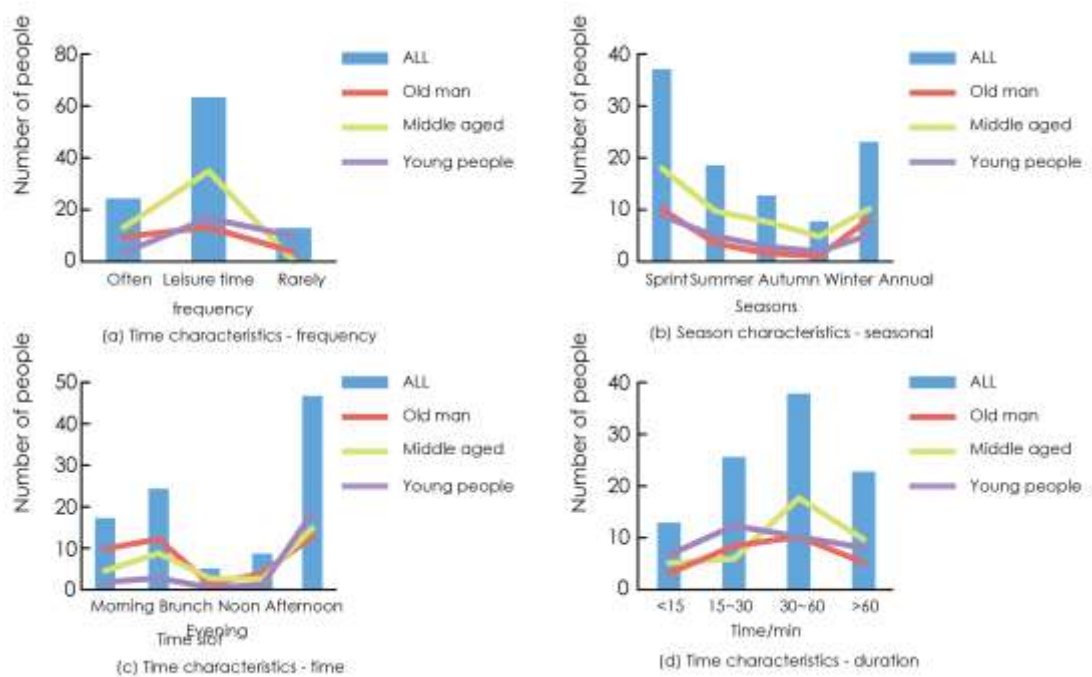 Number of people
80
60
40
20
0
Often Leisure time Rarely
frequency
ALL
Old man
Middle aged
Young people
(a) Time characteristics - frequency
Number of people
40
30
20
10
0
Sprint Summer Autumn Winter Annual
Seasons
ALL
Old man
Middle aged
Young people
(b) Season characteristics - seasonal
Number of people
50
40
30
20
10
0
Morning Brunch Noon Afternoon
Evening
Time slot
ALL
Old man
Middle aged
Young people
(c) Time characteristics - time
Number of people
40
30
20
10
0
<15 15~30 30~60 >60
Time/min
ALL
Old man
Middle aged
Young people
(d) Time characteristics - duration